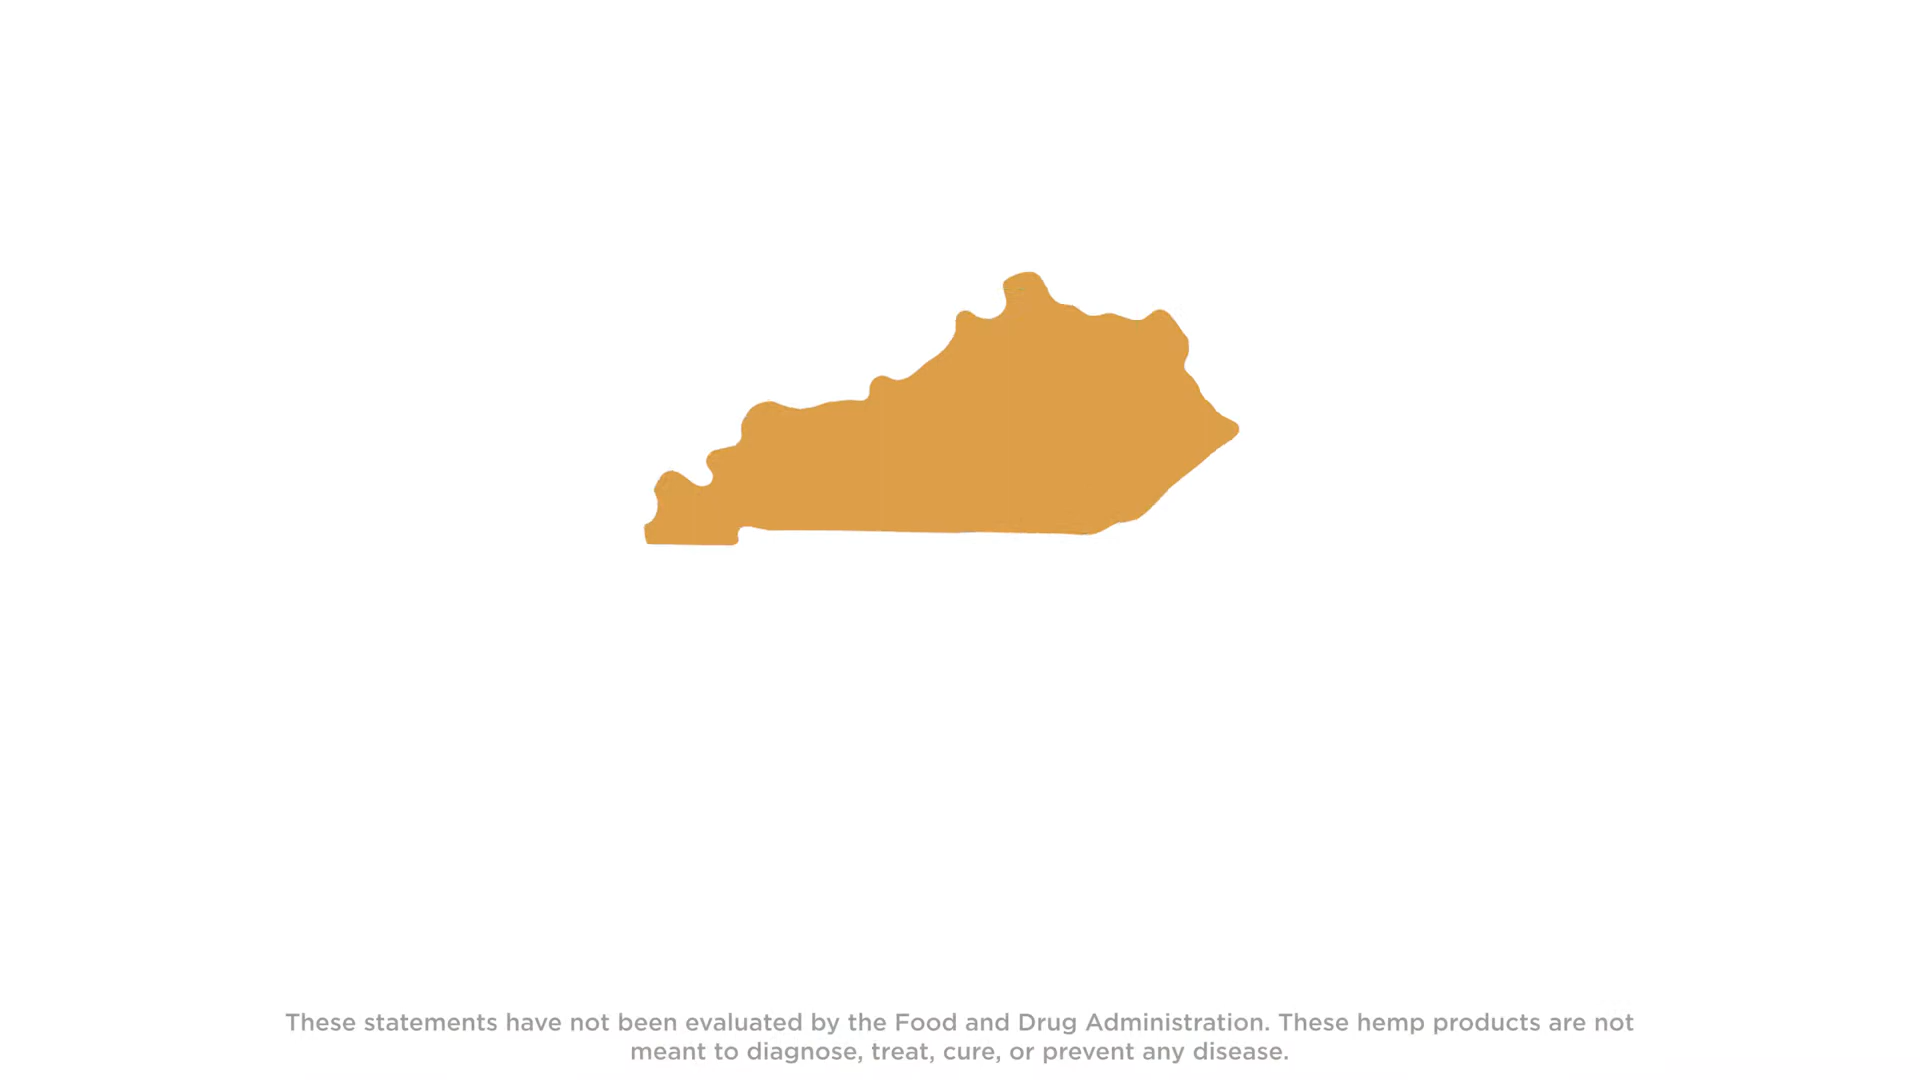 These statements have not been evaluated by the Food and Drug Administration. These hemp products are not
meant to diagnose, treat, cure, or prevent any disease.